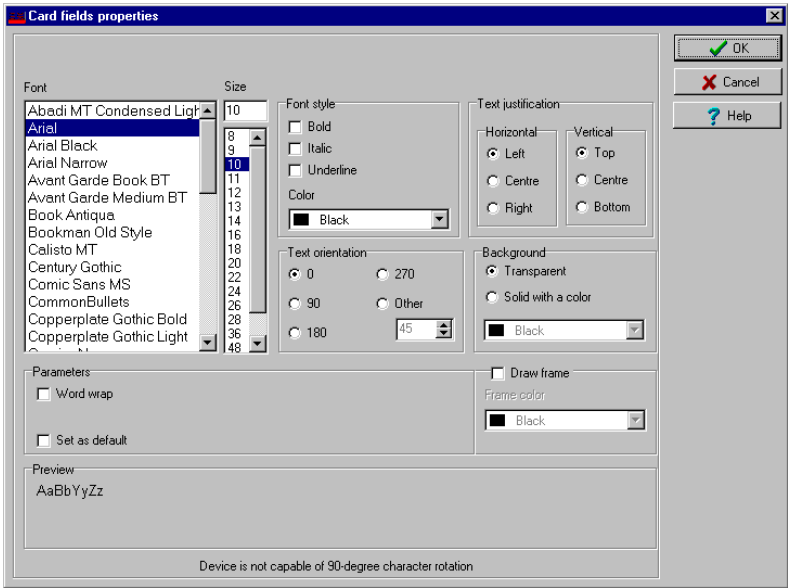 Card fields properties
OK
Cancel
Help
Font
Abadi MT Condensed Ligh
Arial
Arial Black
Arial Narrow
Avant Garde Book BT
Avant Garde Medium BT
Book Antiqua
Bookman Old Style
Calisto MT
Century Gothic
Comic Sans MS
CommonBullets
Copperplate Gothic Bold
Copperplate Gothic Light
Size
10
8
9
10
11
12
13
14
16
18
20
22
24
26
28
36
48
Font style
Bold
Italic
Underline
Color
Black
Text justification
Horizontal
Left
Centre
Right
Vertical
Top
Centre
Bottom
Text orientation
0
270
90
Other
180
45
Background
Transparent
Solid with a color
Black
Parameters
Word wrap
Set as default
Draw frame
Frame color
Black
Preview
AaBbYyZz
Device is not capable of 90-degree character rotation